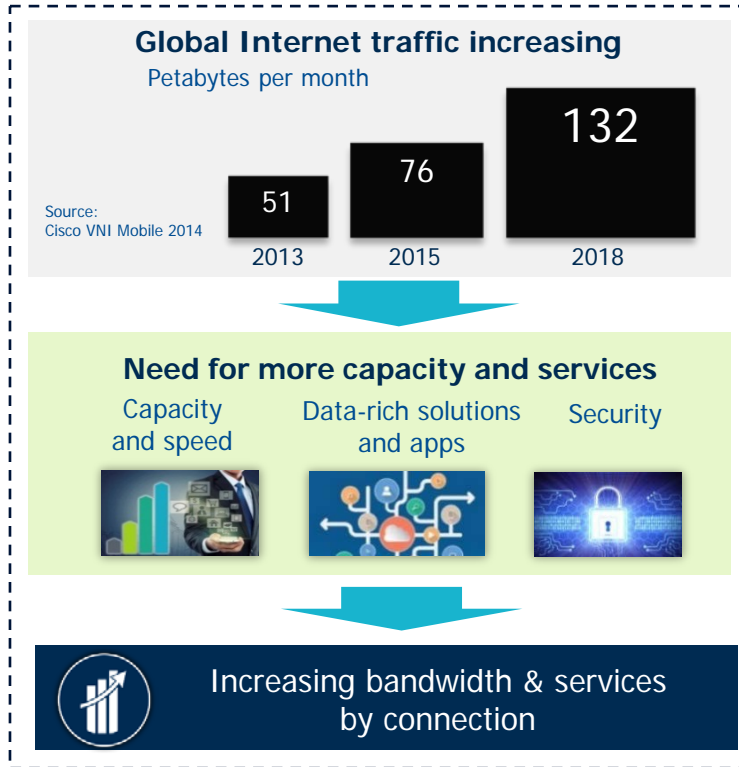 Global Internet traffic increasing
Petabytes per month
132
76
51
Source:
Cisco VNI Mobile 2014
2013
2015
2018
Need for more capacity and services
Capacity
and speed
Data-rich solutions
and apps
Security
Increasing bandwidth & services
by connection